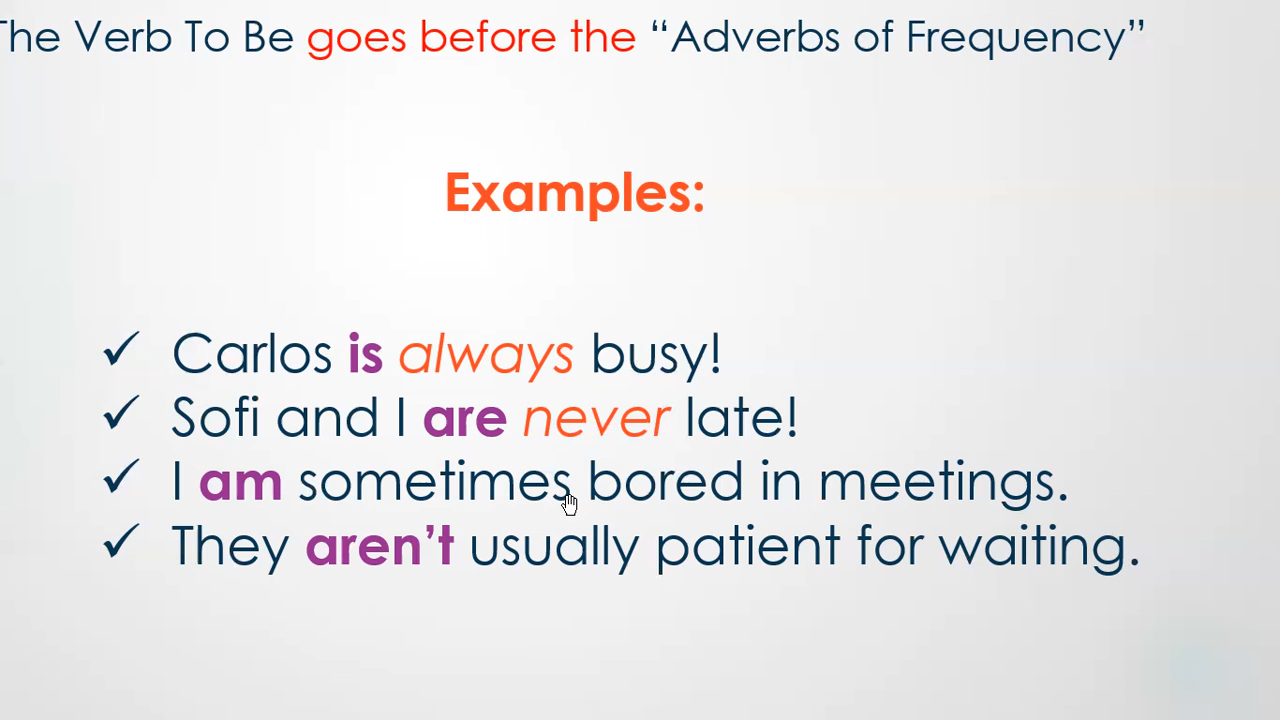 The Verb To Be goes before the “Adverbs of Frequency”
Examples:
✓ Carlos is always busy!
✓ Sofi and I are never late!
✓ I am sometimes bored in meetings.
✓ They aren’t usually patient for waiting.